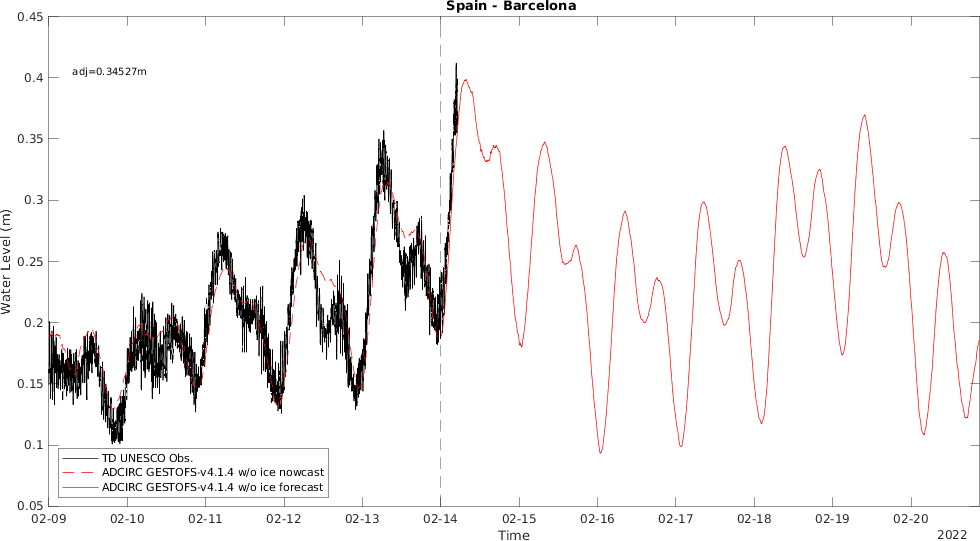 Spain - Barcelona
0.45
0.4
0.35
0.3
0.25
0.2
0.15
0.1
0.05
Water Level (m)
adj=0.34527m
TD UNESCO Obs.
ADCIRC GESTOFS-v4.1.4 w/o ice nowcast
ADCIRC GESTOFS-v4.1.4 w/o ice forecast
02-09 02-10 02-11 02-12 02-13 02-14 02-15 02-16 02-17 02-18 02-19 02-20
Time
2022